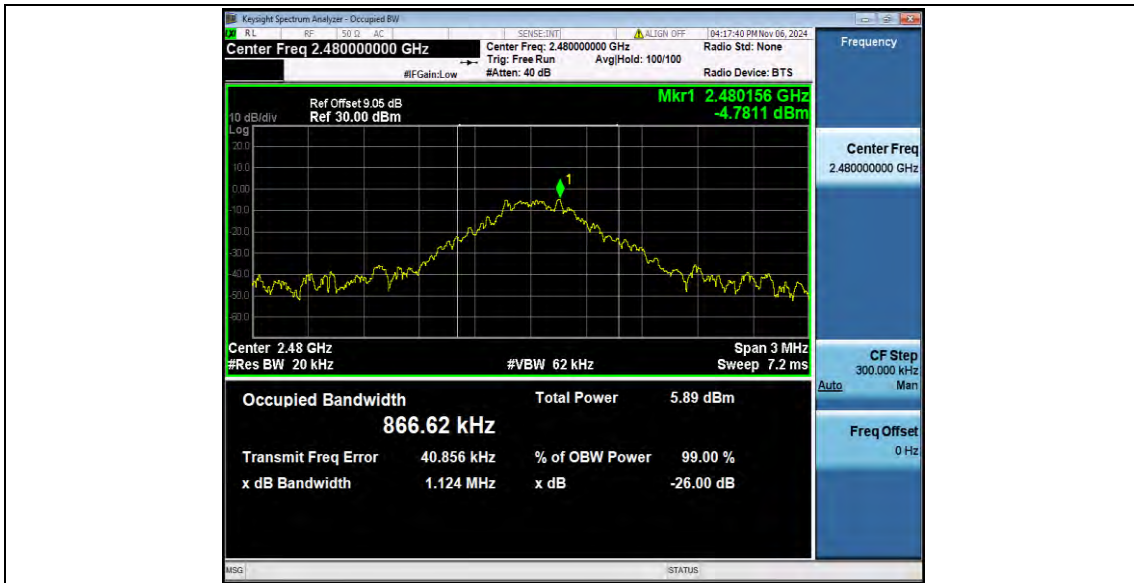 Keysight Spectrum Analyzer - Occupied BW
RL RF 50 Ω AC SENSE:INT ALIGN OFF 04:17:40 PM Nov 06, 2024
Center Freq 2.480000000 GHz
Center Freq: 2.480000000 GHz
Radio Std: None
Trig: Free Run Avg|Hold: 100/100
#IFGain:Low #Atten: 40 dB
Radio Device: BTS
Frequency
Ref Offset 9.05 dB
10 dB/div Ref 30.00 dBm
Mkr1 2.480156 GHz
-4.7811 dBm
Log
20.0
10.0
0.00
-10.0
-20.0
-30.0
-40.0
-50.0
-60.0
1
Center 2.48 GHz Span 3 MHz
#Res BW 20 kHz #VBW 62 kHz Sweep 7.2 ms
Center Freq
2.480000000 GHz
CF Step
300.000 kHz
Auto Man
Freq Offset
0 Hz
Occupied Bandwidth Total Power 5.89 dBm
866.62 kHz
Transmit Freq Error 40.856 kHz % of OBW Power 99.00 %
x dB Bandwidth 1.124 MHz x dB -26.00 dB
MSG STATUS